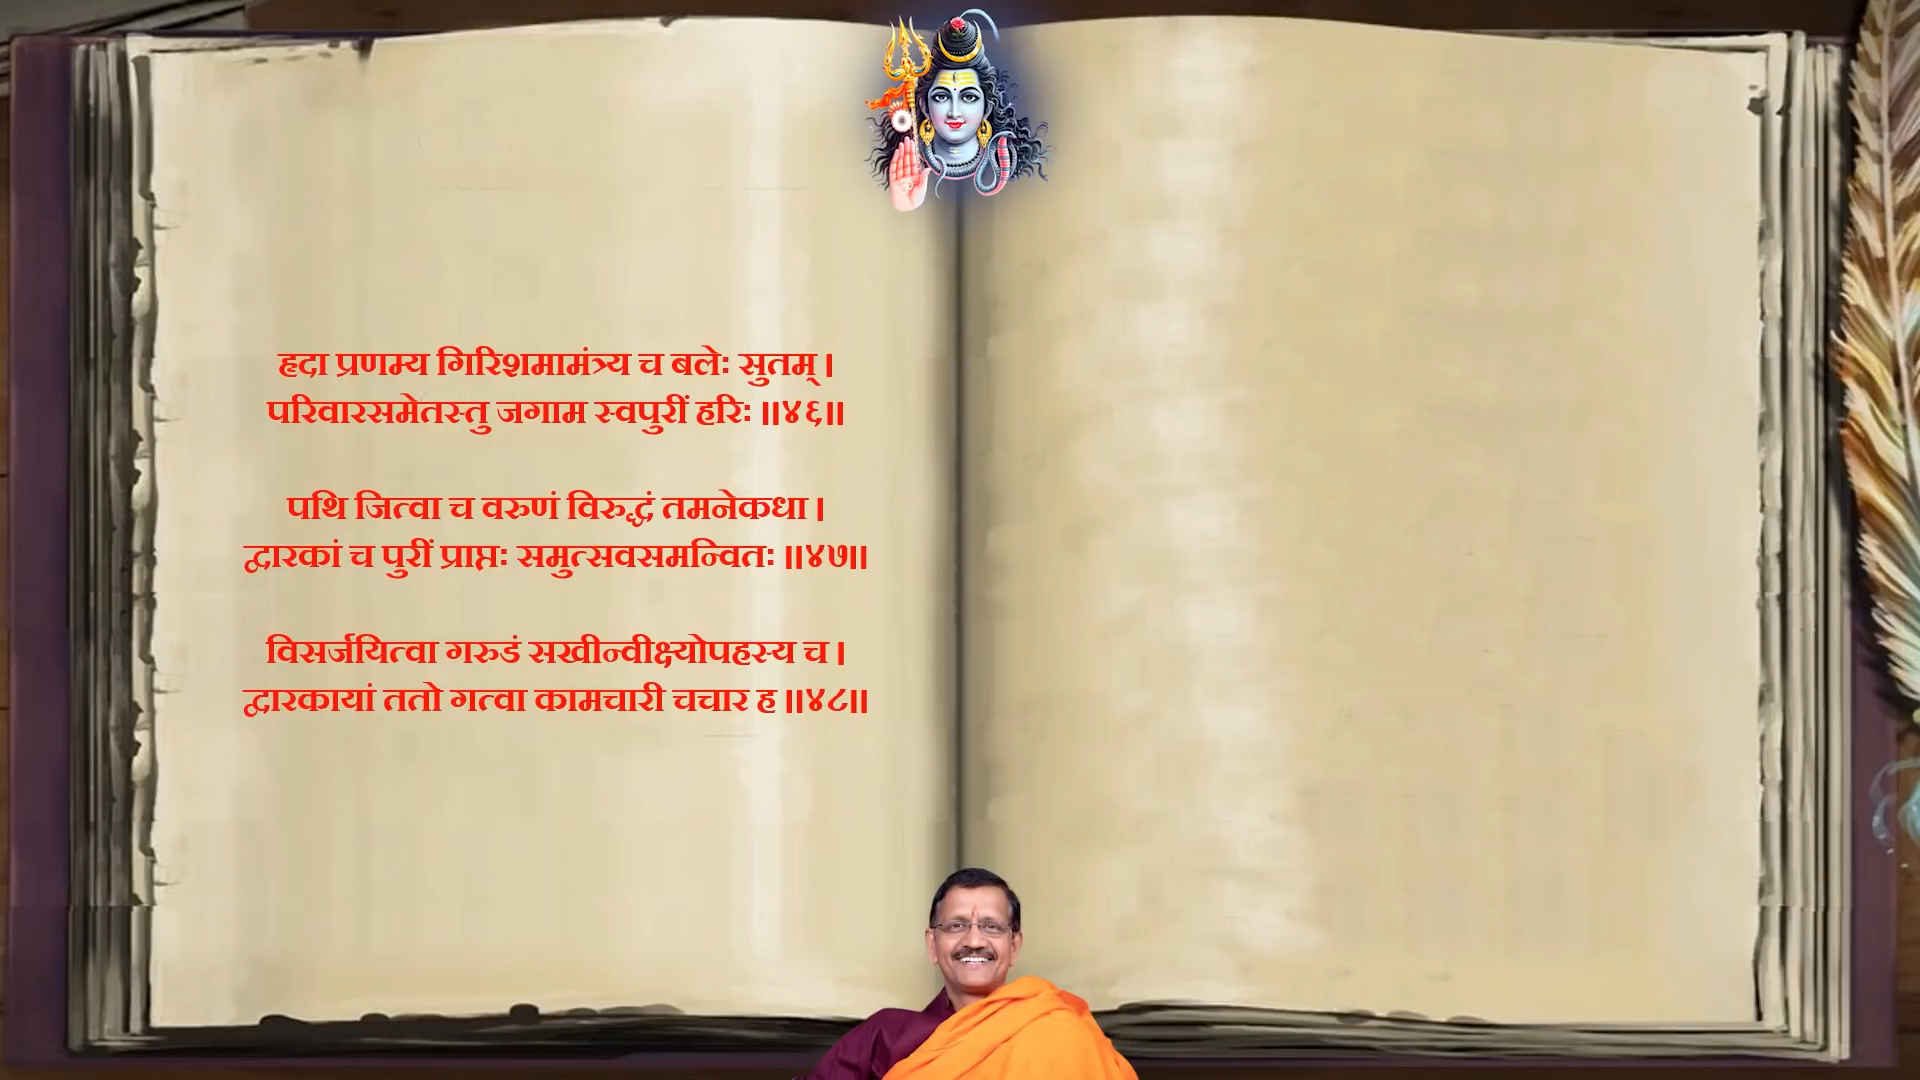 हृदा प्रणम्य गिरिशमामंत्र्य च बलेः सुतम् ।
परिवारसमेतस्तु जगाम स्वपुरीं हरिः ॥४६॥
पथि जित्वा च वरुणं विरुद्धं तमनेकधा ।
द्वारकां च पुरीं प्राप्तः समुत्सवसमन्वितः ॥४७॥
विसर्जयित्वा गरुडं सखीन्वीक्ष्योपहस्य च ।
द्वारकायां ततो गत्वा कामचारी चचार ह ॥४८॥